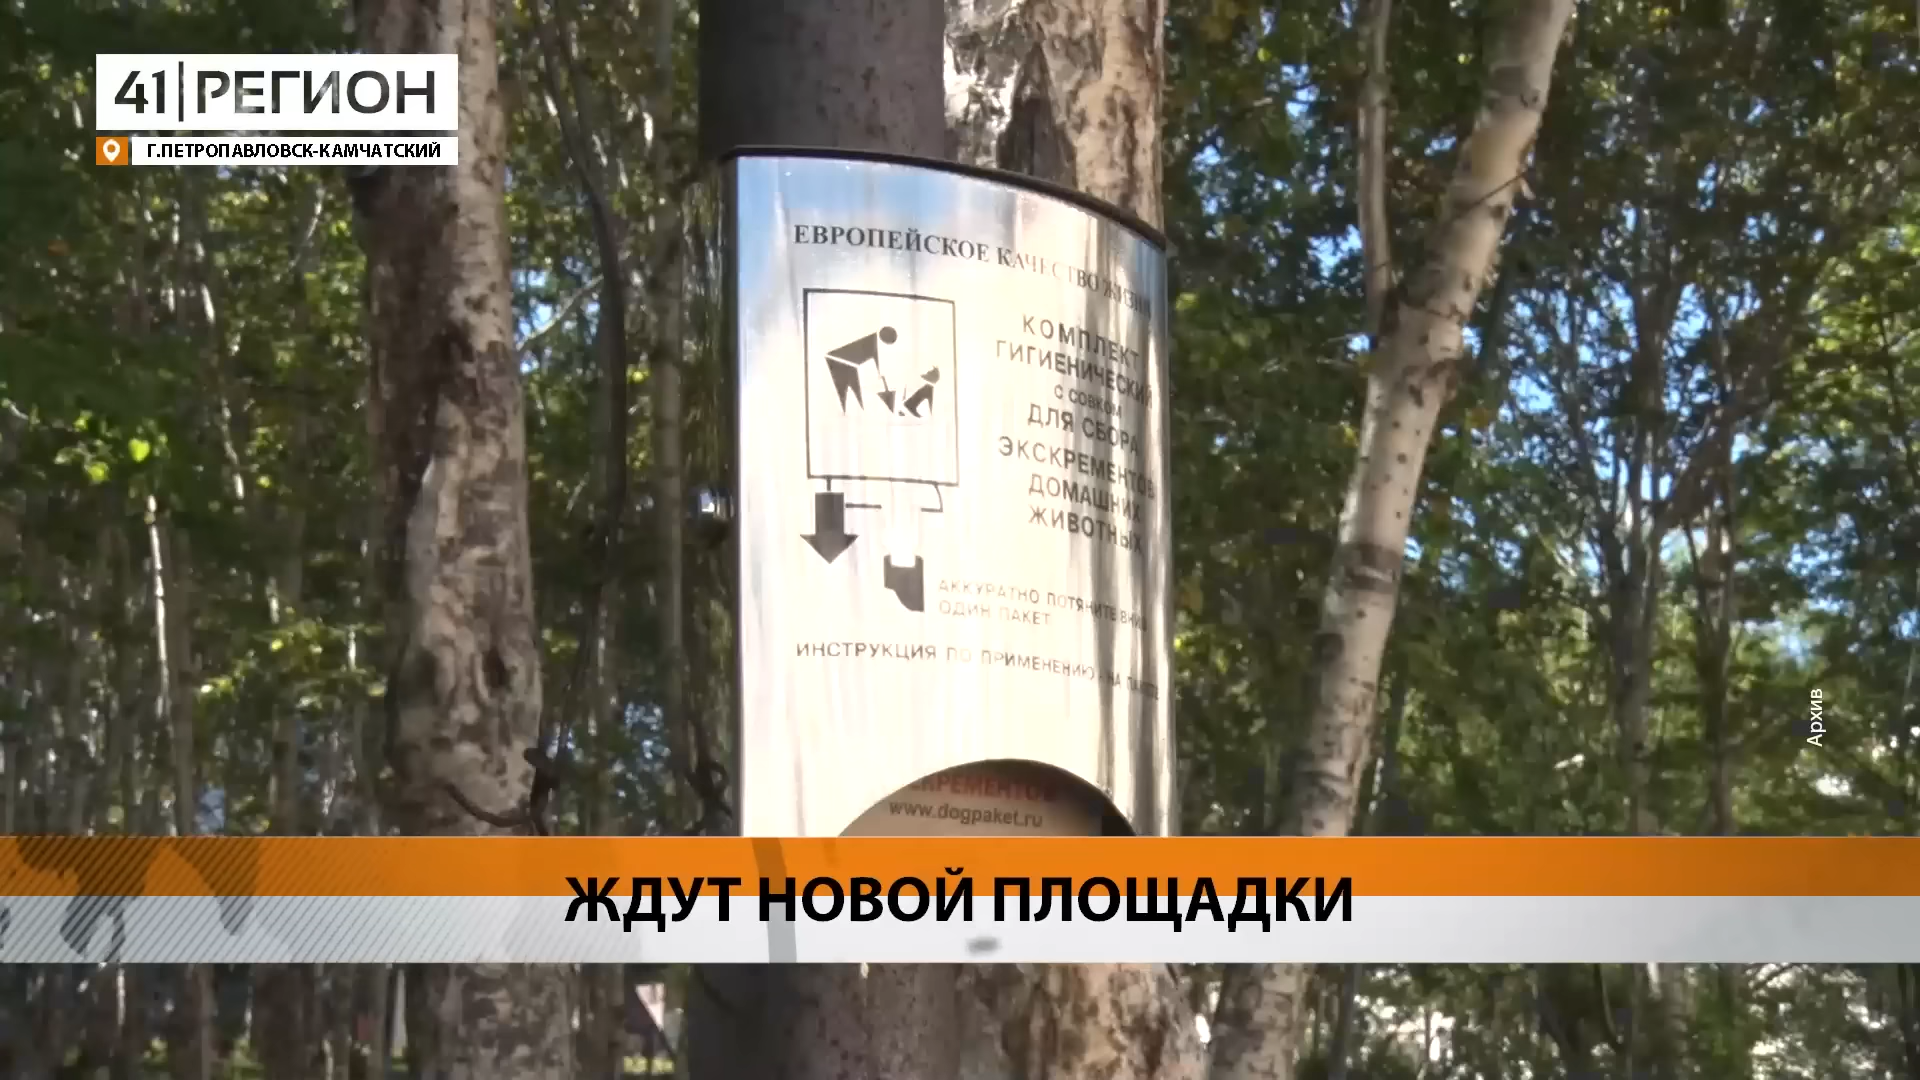 41|РЕГИОН
Г.ПЕТРОПАВЛОВСК-КАМЧАТСКИЙ
ЕВРОПЕЙСКОЕ КАЧЕСТВО ЖИЗНИ
КОМПЛЕКТ
ГИГИЕНИЧЕСКИЙ
С СОВКОМ
ДЛЯ СБОРА
ЭКСКРЕМЕНТОВ
ДОМАШНИХ
ЖИВОТНЫХ
АККУРАТНО ПОТЯНИТЕ ВНИЗ
ОДИН ПАКЕТ
ИНСТРУКЦИЯ ПО ПРИМЕНЕНИЮ - НА ПАКЕТЕ
ЕКРЕМЕНТОВ
www.dogpaket.ru
Архив
ЖДУТ НОВОЙ ПЛОЩАДКИ